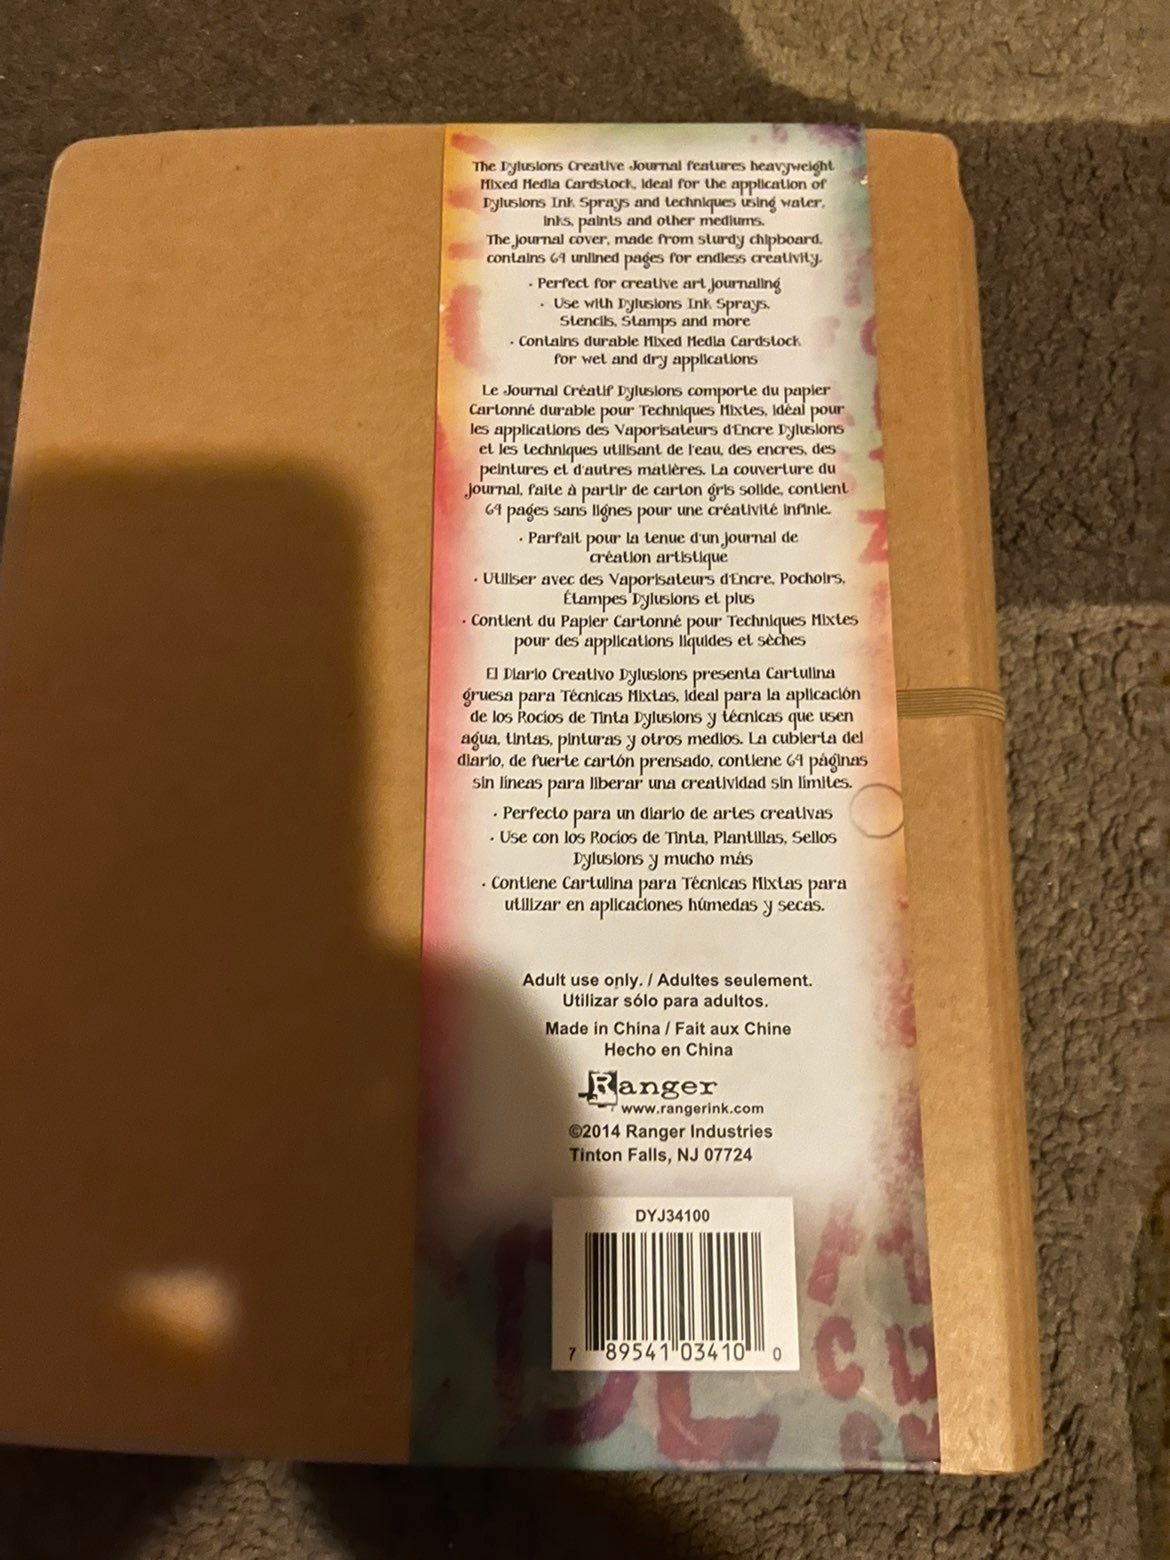 The Dylusions Creative Journal features heavyweight
Mixed Media Cardstock, ideal for the application of
Dylusions Ink Sprays and techniques using water,
inks, paints and other mediums.
The journal cover, made from sturdy chipboard,
contains 64 unlined pages for endless creativity.
• Perfect for creative art journaling
• Use with Dylusions Ink Sprays,
Stencils, Stamps and more
• Contains durable Mixed Media Cardstock
for wet and dry applications
Le Journal Créatif Dylusions comporte du papier
Cartonné durable pour Techniques Mixtes, idéal pour
les applications des Vaporisateurs d'Encre Dylusions
et les techniques utilisant de l'eau, des encres, des
peintures et d'autres matières. La couverture du
journal, faite à partir de carton gris solide, contient
64 pages sans lignes pour une créativité infinie.
• Parfait pour la tenue d'un journal de
création artistique
• Utiliser avec des Vaporisateurs d'Encre, Pochoirs,
Étampes Dylusions et plus
• Contient du Papier Cartonné pour Techniques Mixtes
pour des applications liquides et sèches
El Diario Creativo Dylusions presenta Cartulina
gruesa para Técnicas Mixtas, ideal para la aplicación
de los Rocíos de Tinta Dylusions y técnicas que usen
agua, tintas, pinturas y otros medios. La cubierta del
diario, de fuerte cartón prensado, contiene 64 páginas
sin líneas para liberar una creatividad sin límites.
• Perfecto para un diario de artes creativas
• Use con los Rocíos de Tinta, Plantillas, Sellos
Dylusions y mucho más
• Contiene Cartulina para Técnicas Mixtas para
utilizar en aplicaciones húmedas y secas.
Adult use only. / Adultes seulement.
Utilizar sólo para adultos.
Made in China / Fait aux Chine
Hecho en China
Ranger
www.rangerink.com
©2014 Ranger Industries
Tinton Falls, NJ 07724
DYJ34100
7 89541 03410 0